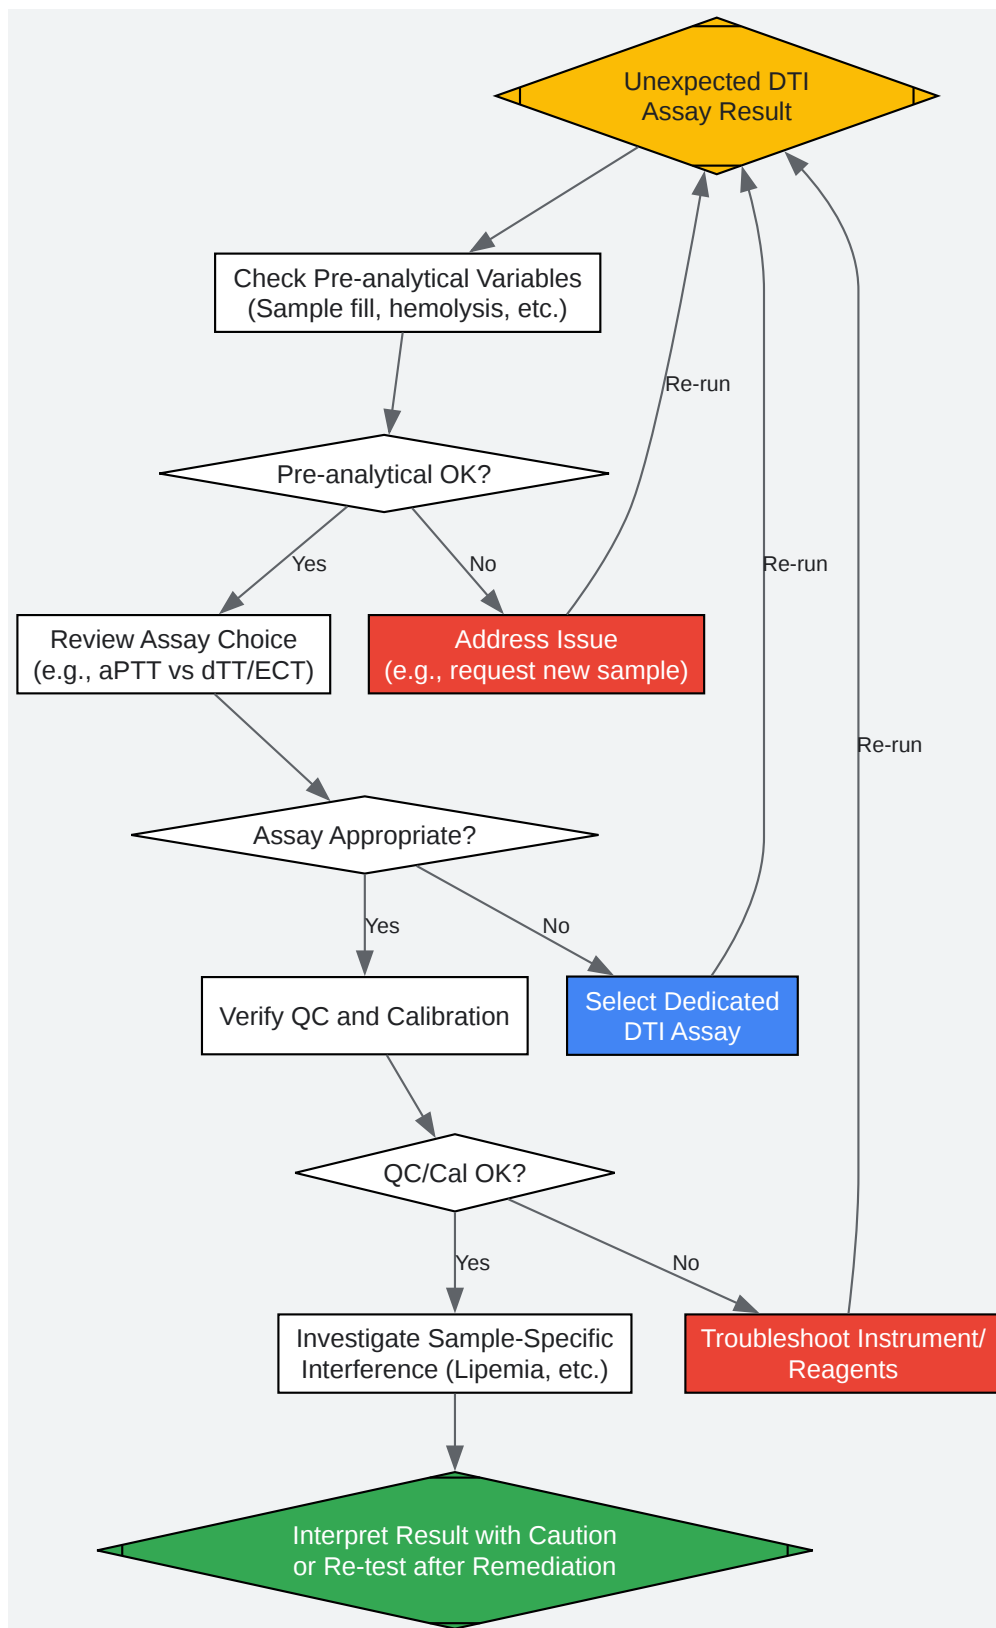 Unexpected DTI
Assay Result
Check Pre-analytical Variables
(Sample fill, hemolysis, etc.)
Re-run
Pre-analytical OK?
Yes
No
Re-run
Review Assay Choice
(e.g., aPTT vs dTT/ECT)
Address Issue
(e.g., request new sample)
Re-run
Assay Appropriate?
Yes
No
Verify QC and Calibration
Select Dedicated
DTI Assay
QC/Cal OK?
Yes
No
Investigate Sample-Specific
Interference (Lipemia, etc.)
Troubleshoot Instrument/
Reagents
Interpret Result with Caution
or Re-test after Remediation